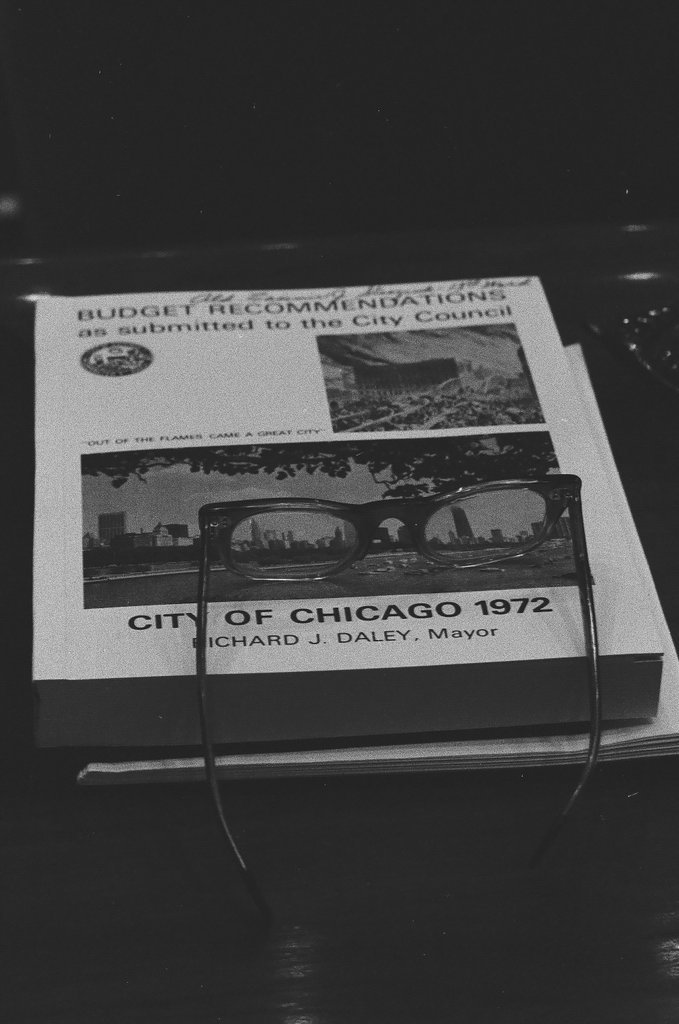 BUDGET RECOMMENDATIONS
as submitted to the City Council
"OUT OF THE FLAMES CAME A GREAT CITY"
CITY OF CHICAGO 1972
RICHARD J. DALEY, Mayor